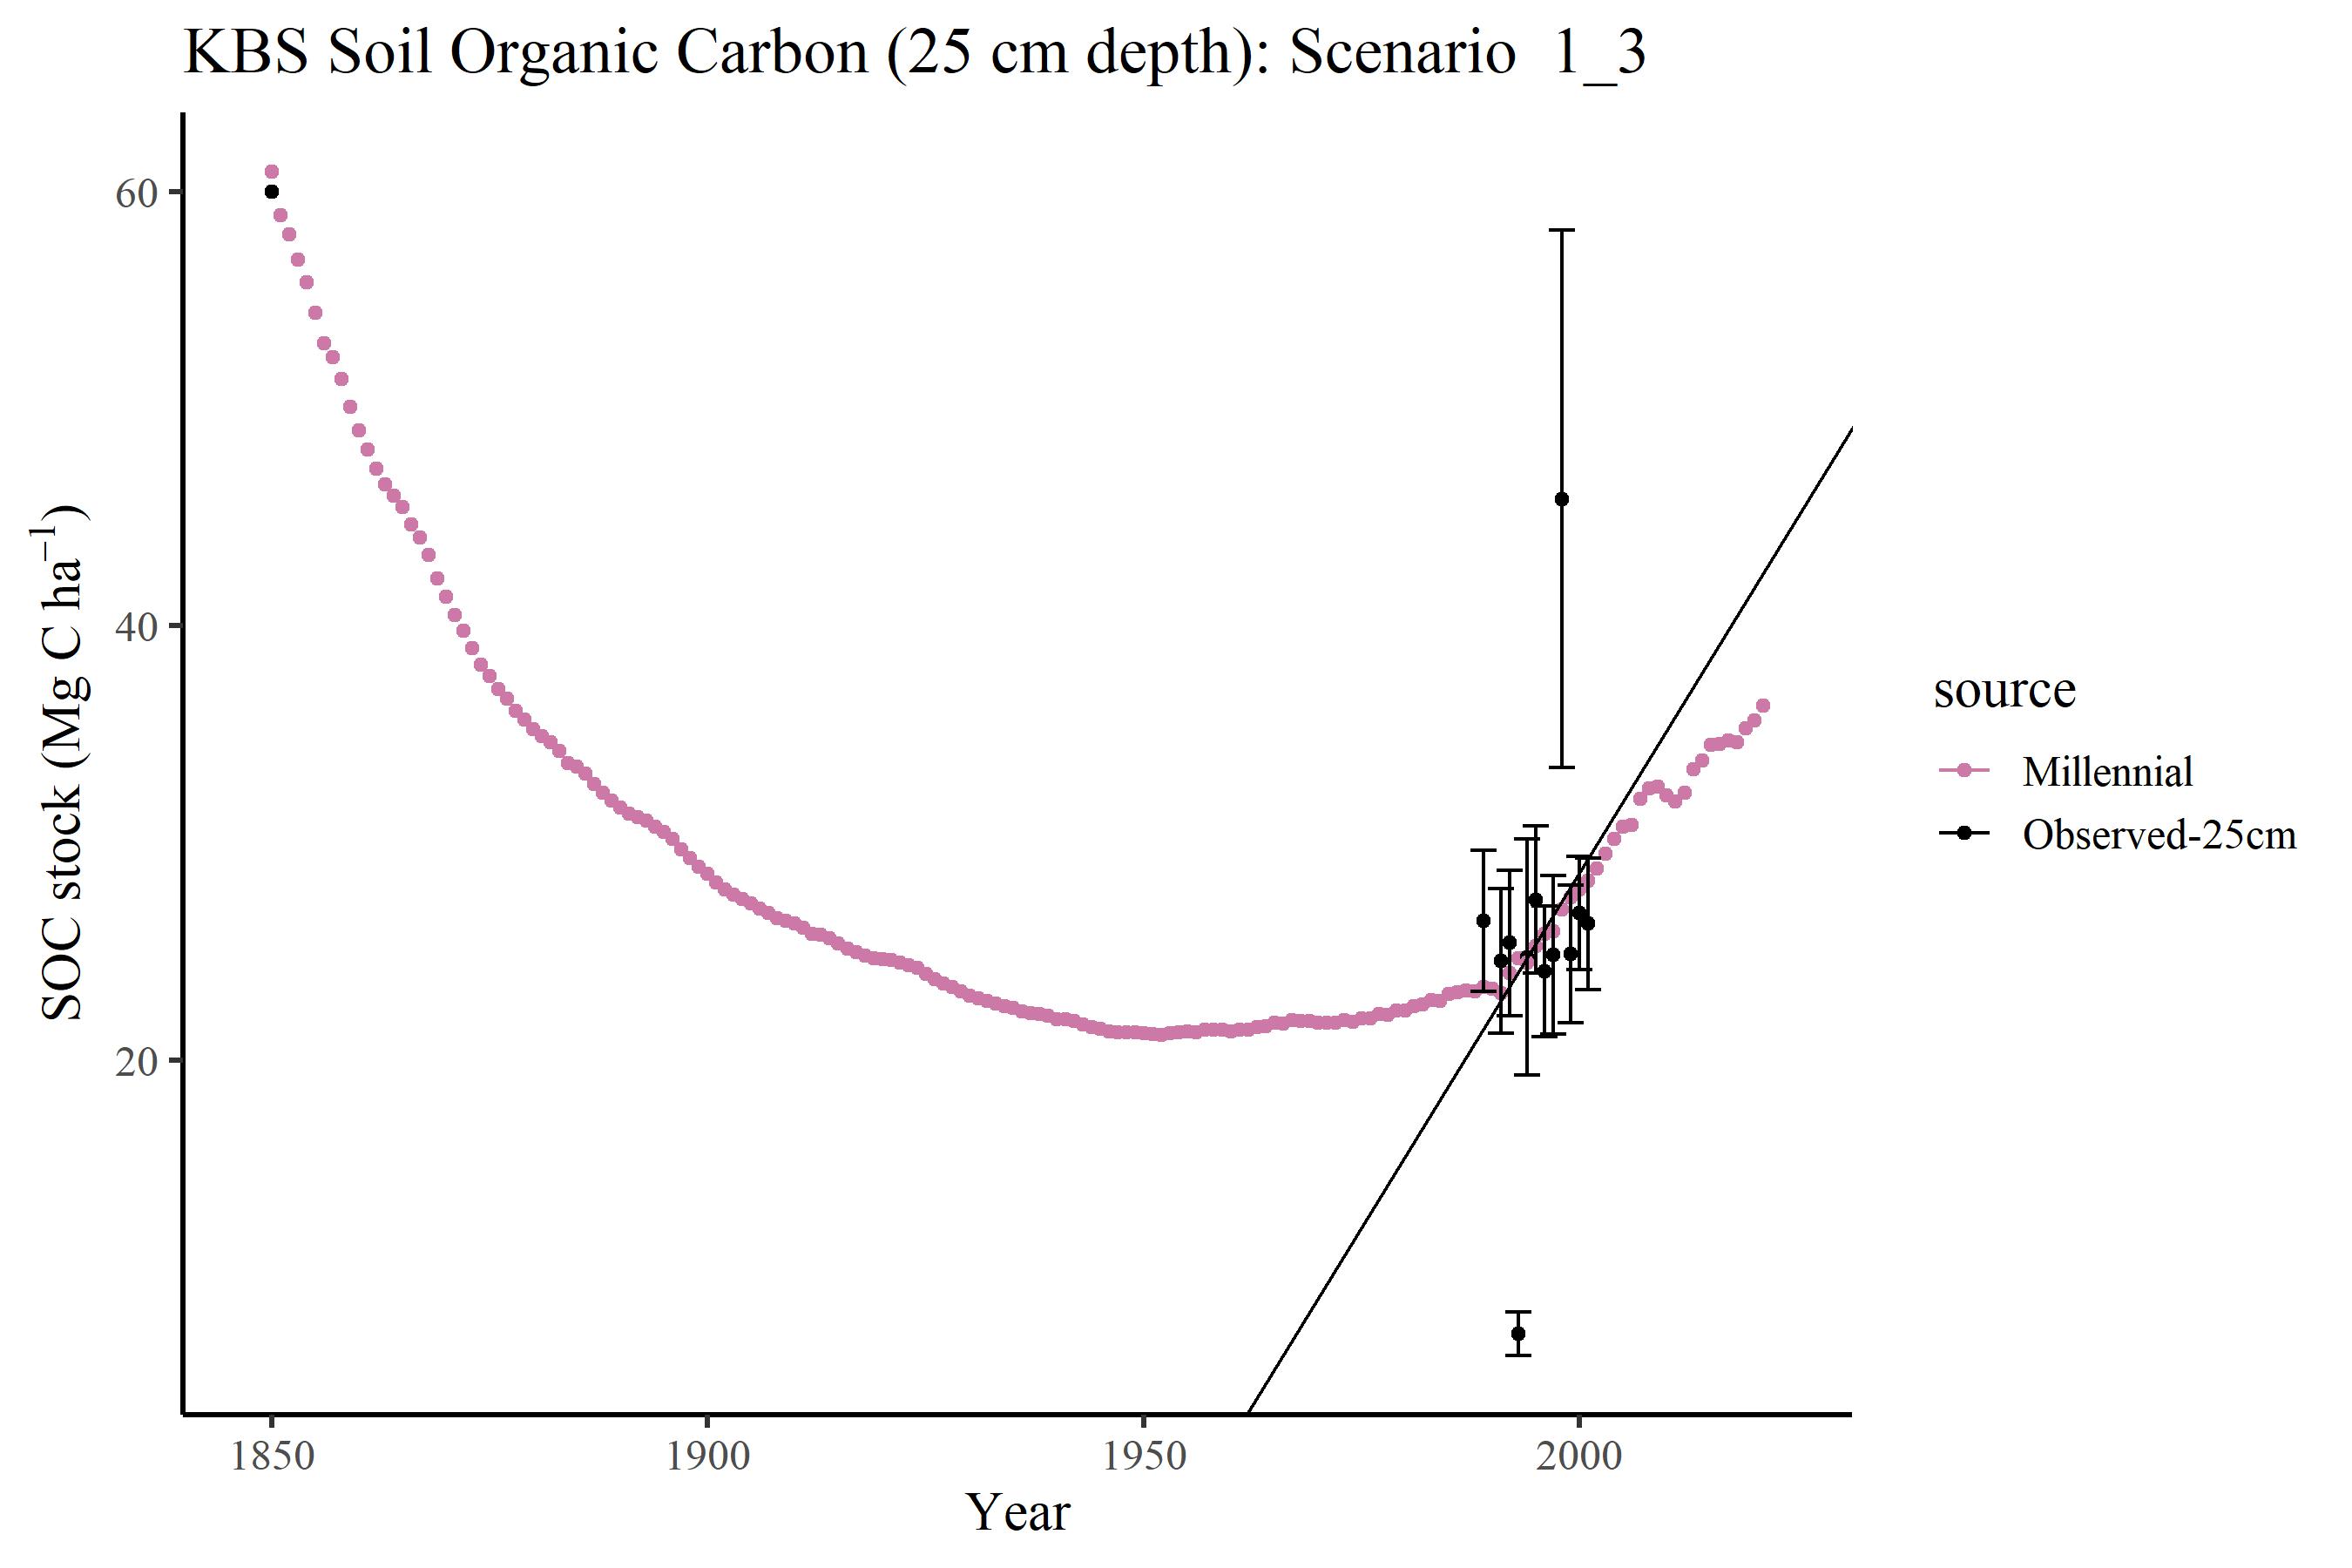 KBS Soil Organic Carbon (25 cm depth): Scenario  1_3
SOC stock (Mg C ha⁻¹)
60
40
20
1850 1900 1950 2000
Year
source
Millennial
Observed-25cm